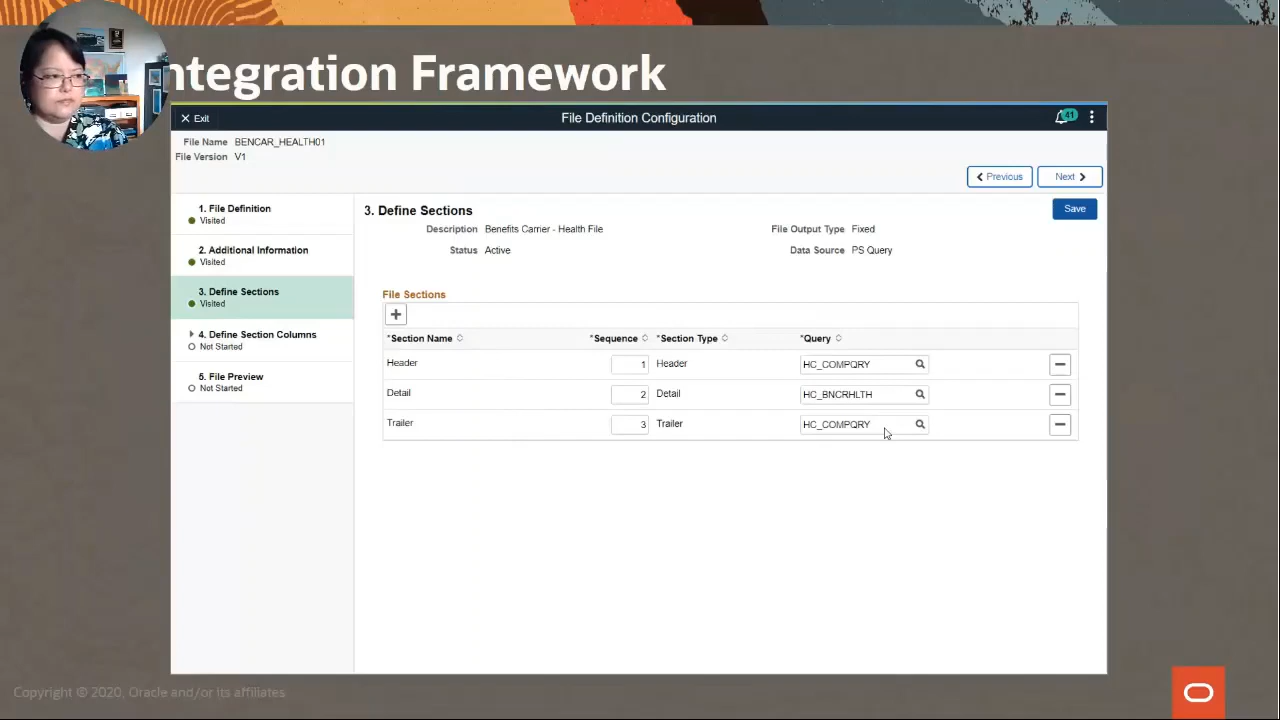 ntegration Framework
Exit
File Definition Configuration
41
File Name BENCAR_HEALTH01
File Version V1
Previous
Next
1. File Definition
Visited
2. Additional Information
Visited
3. Define Sections
Visited
4. Define Section Columns
Not Started
5. File Preview
Not Started
3. Define Sections
Save
Description Benefits Carrier - Health File File Output Type Fixed
Status Active Data Source PS Query
File Sections
*Section Name *Sequence *Section Type *Query
Header 1 Header HC_COMPQRY
Detail 2 Detail HC_BNCRHLTH
Trailer 3 Trailer HC_COMPQRY
Copyright © 2020, Oracle and/or its affiliates